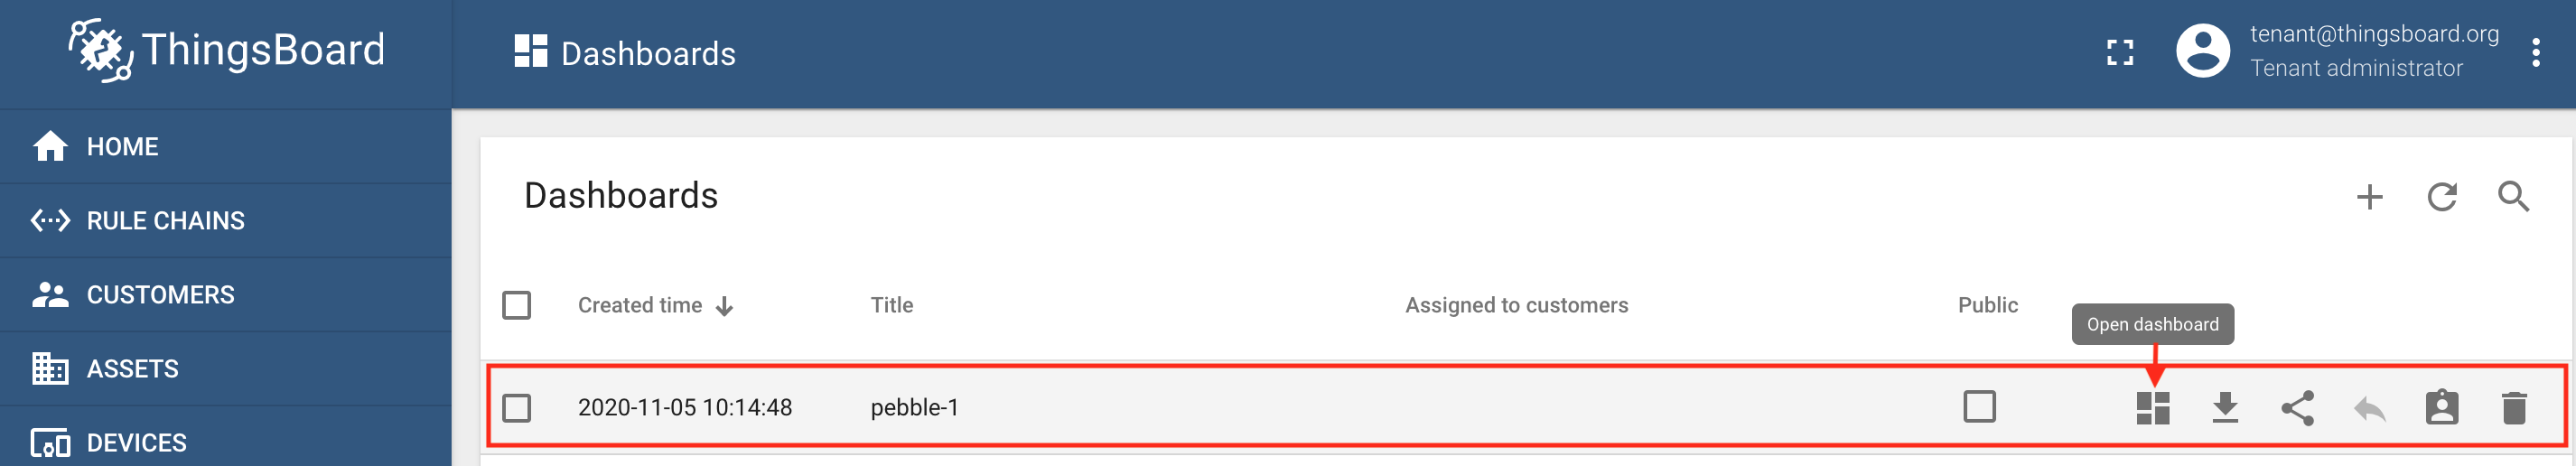 ThingsBoard
Dashboards
tenant@thingsboard.org
Tenant administrator
HOME
RULE CHAINS
CUSTOMERS
ASSETS
DEVICES
Dashboards
Created time
Title
Assigned to customers
Public
Open dashboard
2020-11-05 10:14:48
pebble-1